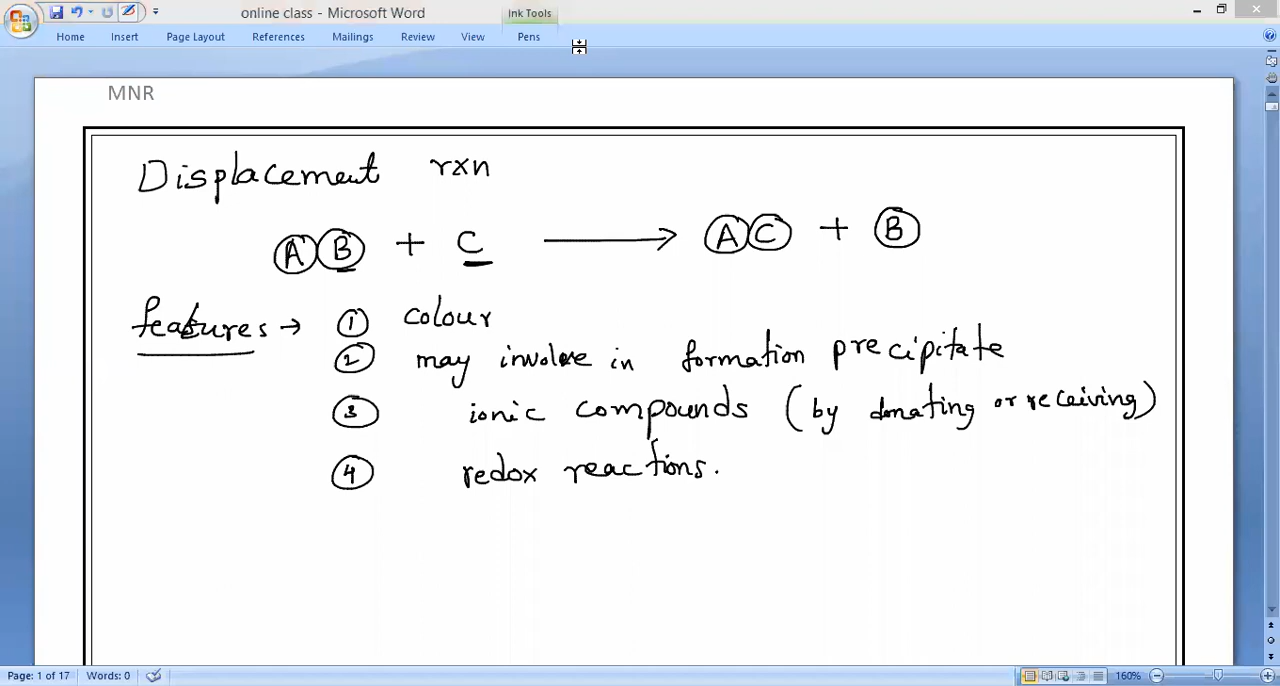 online class - Microsoft Word
Ink Tools
Home Insert Page Layout References Mailings Review View Pens
MNR
Displacement rxn
AB + C → AC + B
features → ① colour
② may involve in formation precipitate
③ ionic compounds (by donating or receiving)
④ redox reactions.
Page: 1 of 17 Words: 0 160%